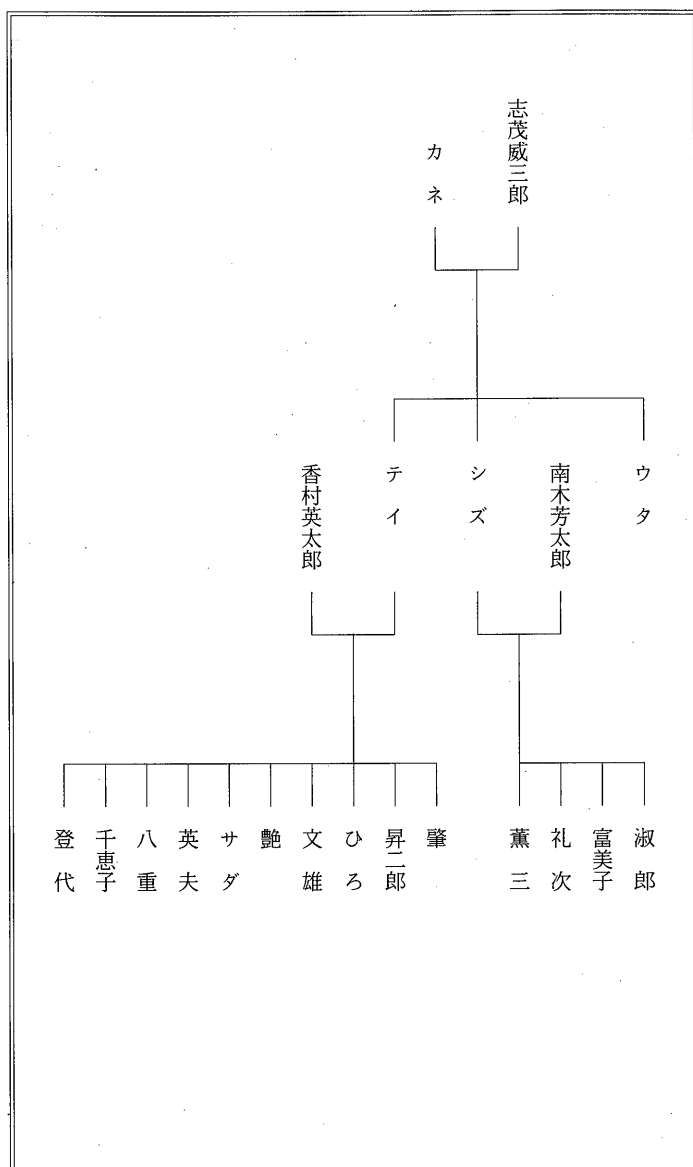 志茂威三郎
カネ
ウタ
南木芳太郎
シズ
テイ
香村英太郎
淑郎
富美子
礼次
薫三
肇
昇二郎
ひろ
文雄
艶
サダ
英夫
八重
千恵子
登代